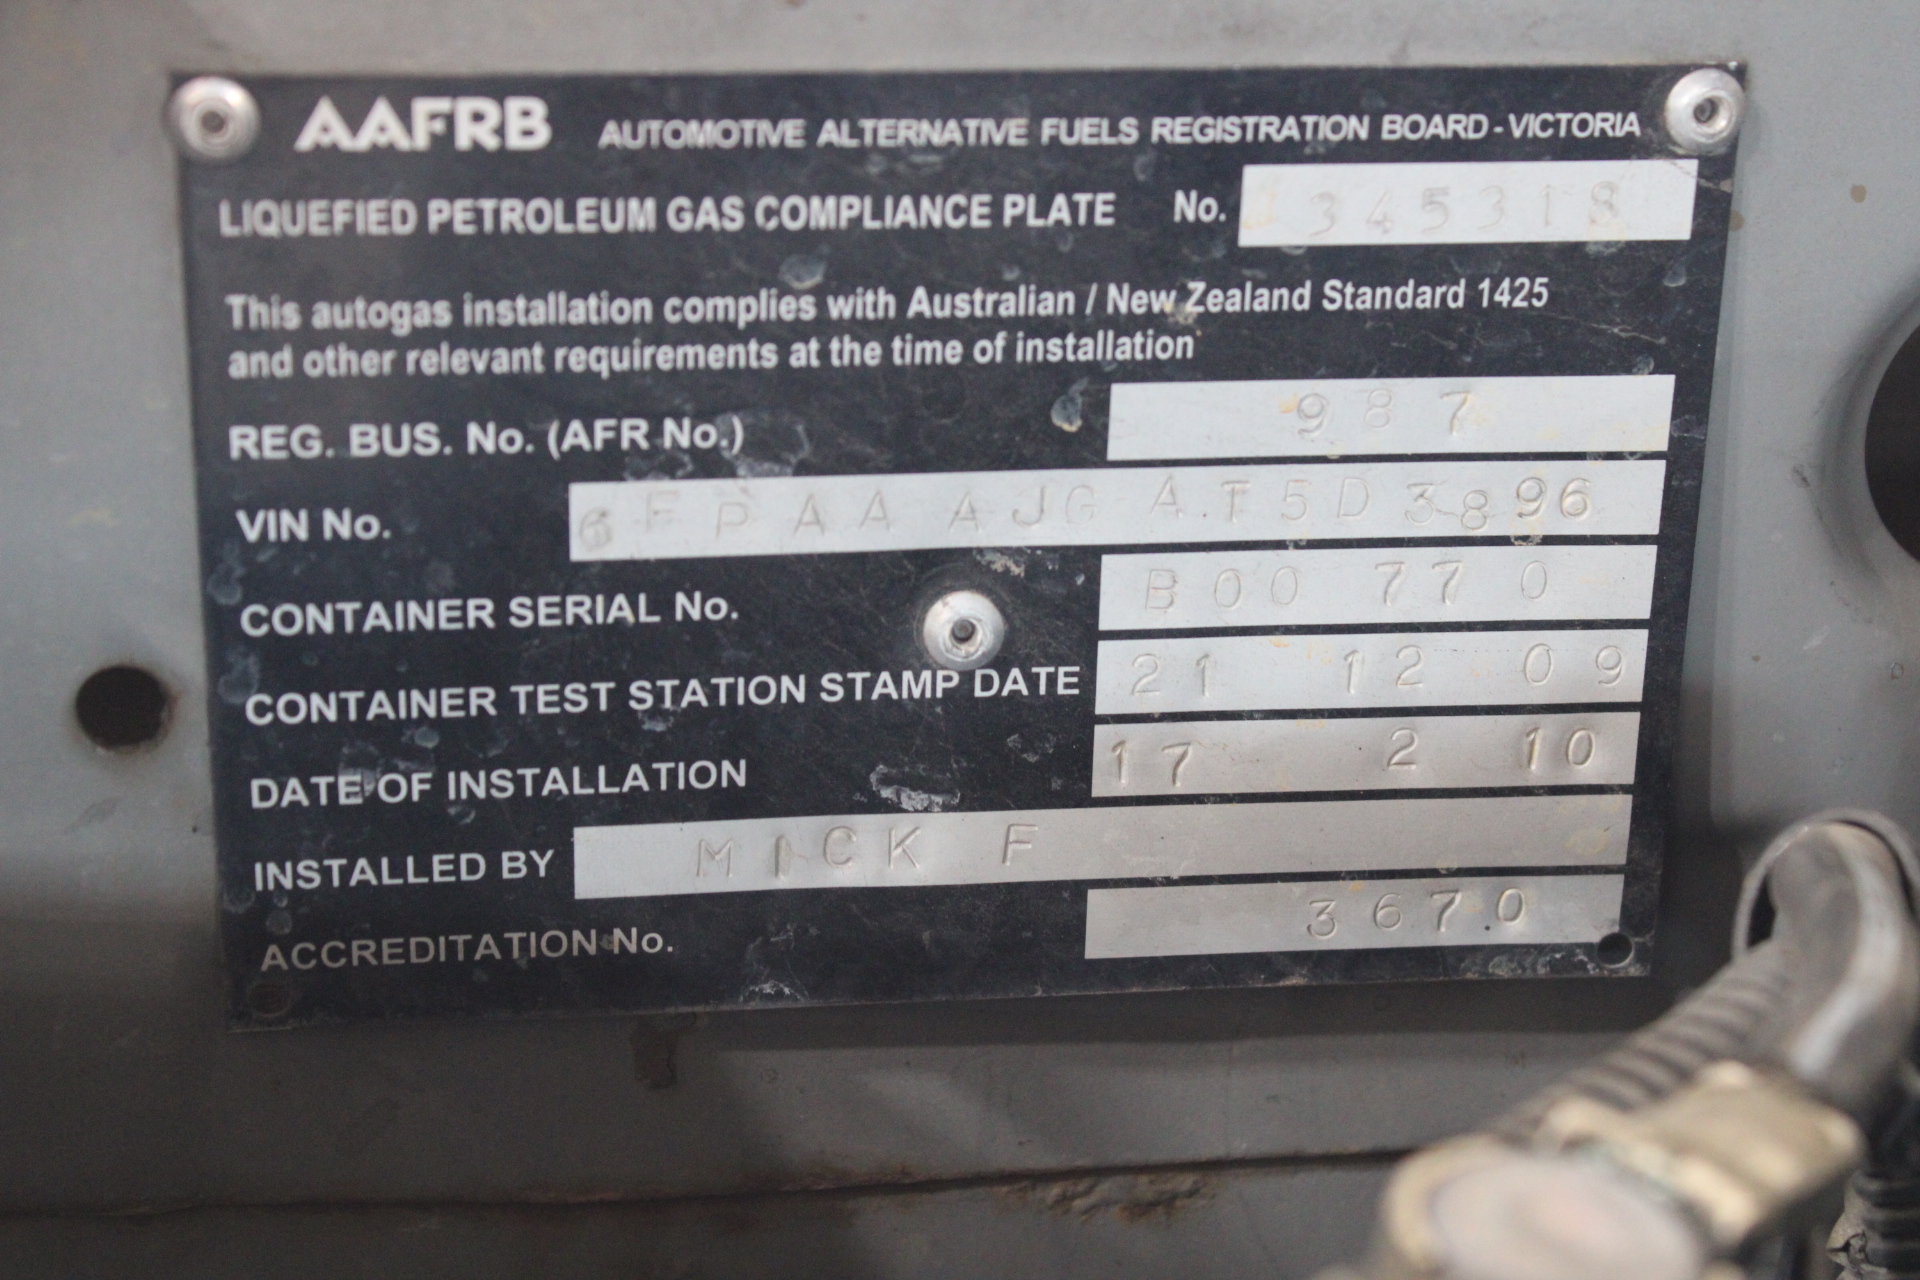 AAFRB AUTOMOTIVE ALTERNATIVE FUELS REGISTRATION BOARD - VICTORIA
LIQUEFIED PETROLEUM GAS COMPLIANCE PLATE No. 345318
This autogas installation complies with Australian / New Zealand Standard 1425
and other relevant requirements at the time of installation
REG. BUS. No. (AFR No.) 987
VIN No. 6FPAAAJGAT5D3896
CONTAINER SERIAL No. B00770
CONTAINER TEST STATION STAMP DATE 21 12 09
DATE OF INSTALLATION 17 2 10
INSTALLED BY MICK F
ACCREDITATION No. 3670